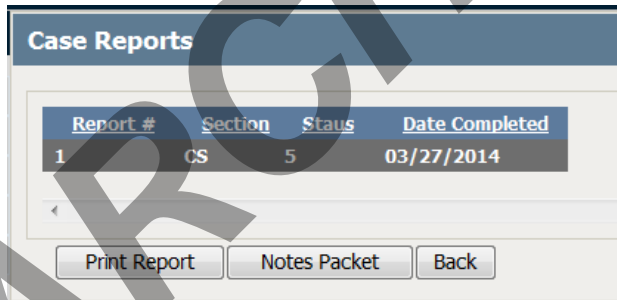 Case Reports
Report # Section Staus Date Completed
1 CS 5 03/27/2014
Print Report Notes Packet Back